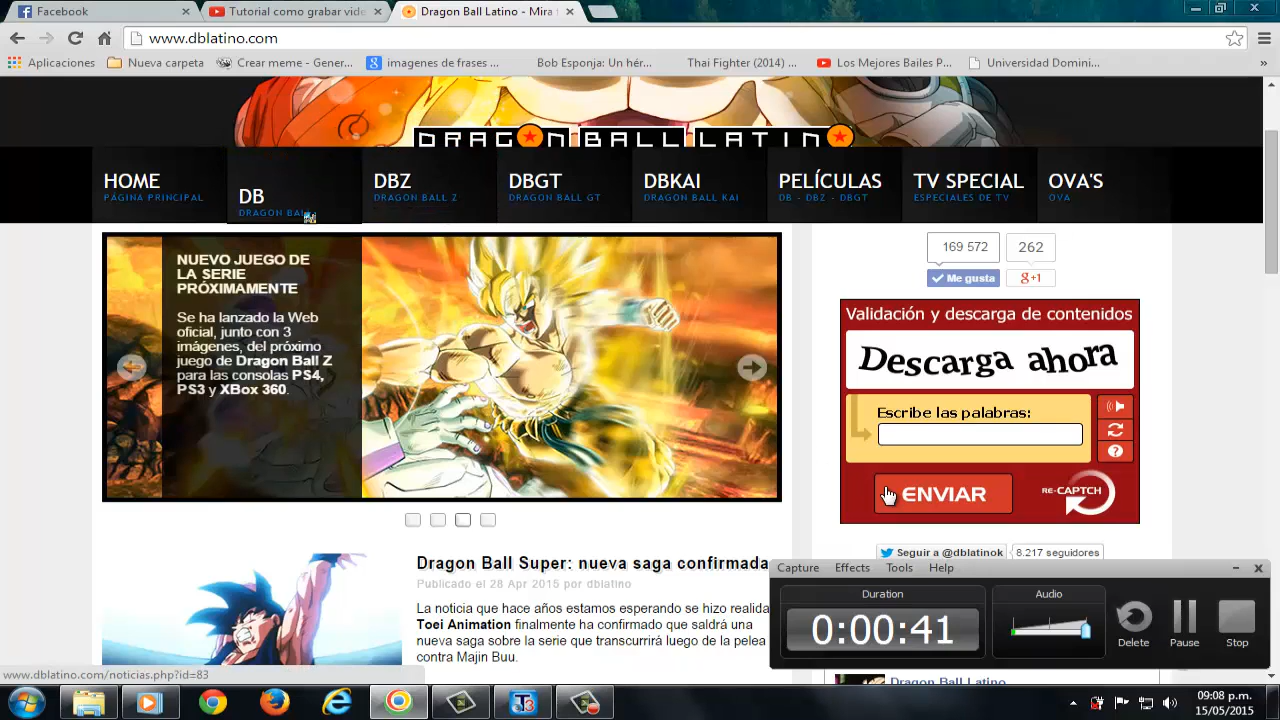 Facebook
Tutorial como grabar vide
Dragon Ball Latino - Mira
www.dblatino.com
Aplicaciones
Nueva carpeta
Crear meme - Gener...
imagenes de frases ...
Bob Esponja: Un hér...
Thai Fighter (2014) ...
Los Mejores Bailes P...
Universidad Domini...
»
DRAGON BALL LATINO
HOME
PÁGINA PRINCIPAL
DB
DRAGON BALL
DBZ
DRAGON BALL Z
DBGT
DRAGON BALL GT
DBKAI
DRAGON BALL KAI
PELÍCULAS
DB - DBZ - DBGT
TV SPECIAL
ESPECIALES DE TV
OVA'S
OVA
NUEVO JUEGO DE
LA SERIE
PRÓXIMAMENTE
Se ha lanzado la Web
oficial, junto con 3
imágenes, del próximo
juego de Dragon Ball Z
para las consolas PS4,
PS3 y XBox 360.
169 572
262
Me gusta
g+1
Validación y descarga de contenidos
Descarga ahora
Escribe las palabras:
ENVIAR
RE-CAPTCH
Seguir a @dblatinok
8.217 seguidores
Dragon Ball Super: nueva saga confirmada
Publicado el 28 Apr 2015 por dblatino
La noticia que hace años estamos esperando se hizo realida
Toei Animation finalmente ha confirmado que saldrá una
nueva saga sobre la serie que transcurrirá luego de la pelea
contra Majin Buu.
Capture
Effects
Tools
Help
Duration
0:00:41
Audio
Delete
Pause
Stop
Dragon Ball Latino
www.dblatino.com/noticias.php?id=83
09:08 p.m.
15/05/2015